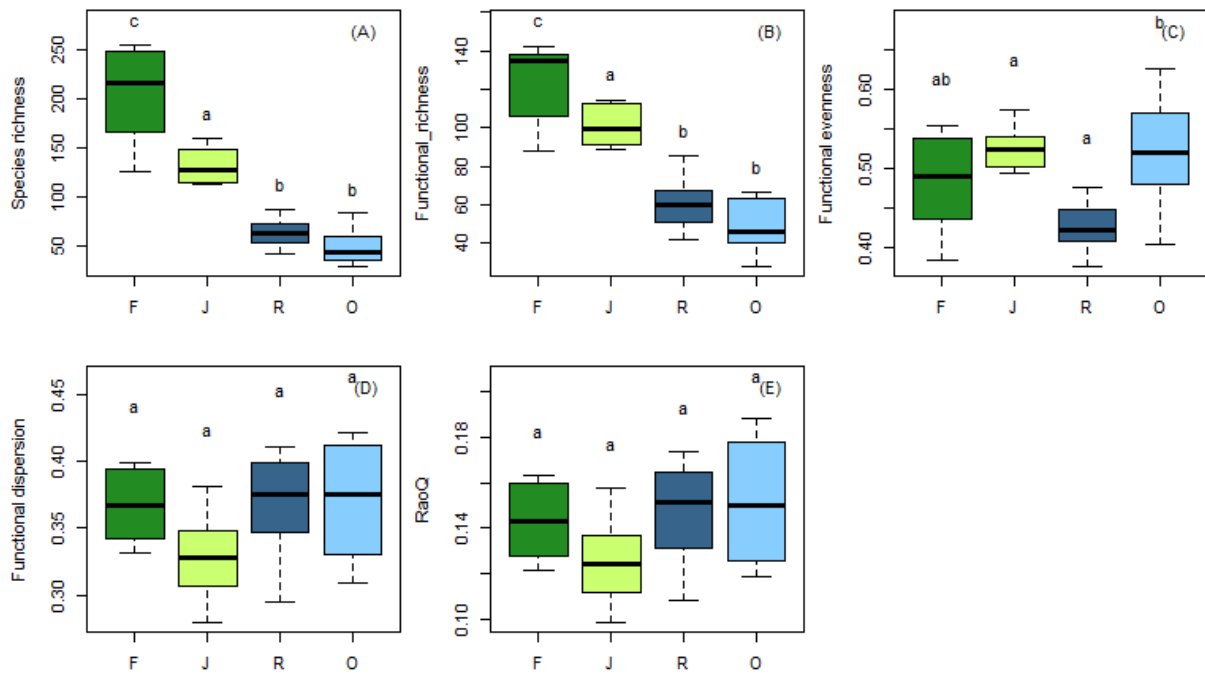 Species richness
50 100 150 200 250
c
a
b
b
(A)
F J R O
Functional_richness
40 60 80 100 140
c
a
b
b
(B)
F J R O
Functional evenness
0.40 0.50 0.60
ab
a
a
b
(C)
F J R O
Functional dispersion
0.30 0.35 0.40 0.45
a
a
a
a
(D)
F J R O
RaoQ
0.10 0.14 0.18
a
a
a
a
(E)
F J R O